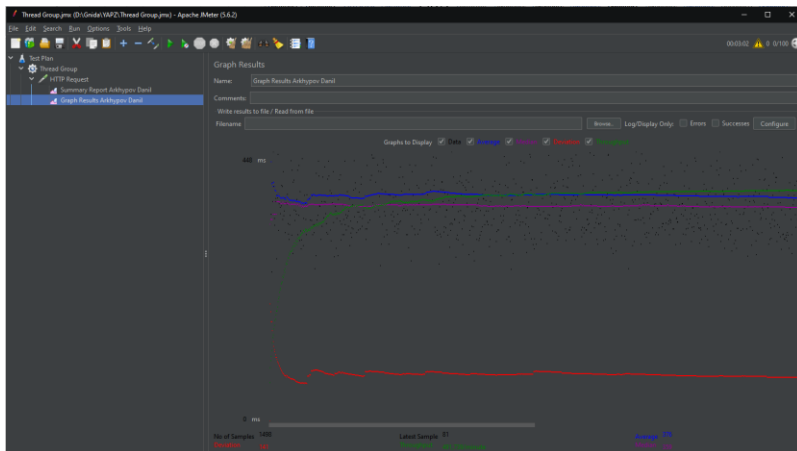 Thread Group.jmx (D:\Gnida\YAPZ\Thread Group.jmx) - Apache JMeter (5.6.2)
File Edit Search Run Options Tools Help
00:03:02 0 0/100
Test Plan
Thread Group
HTTP Request
Summary Report Arkhypov Danil
Graph Results Arkhypov Danil
Graph Results
Name: Graph Results Arkhypov Danil
Comments:
Write results to file / Read from file
Filename Browse... Log/Display Only: Errors Successes Configure
Graphs to Display Data Average Median Deviation Throughput
440 ms
0 ms
No of Samples Latest Sample Average
Deviation Throughput